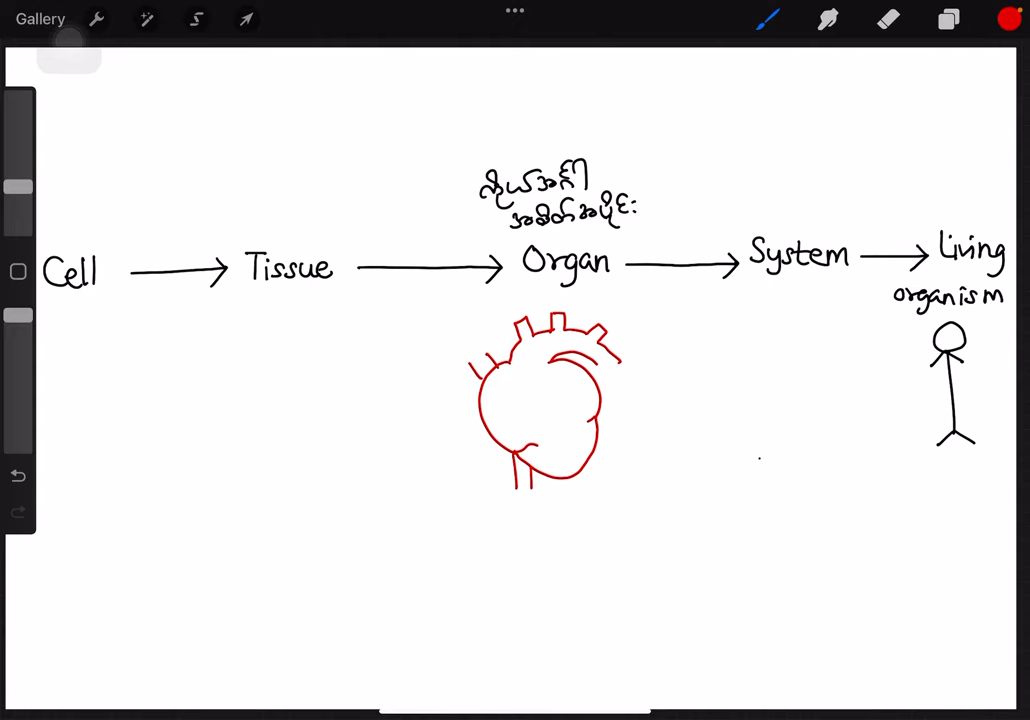 Gallery
ကိုယ်အင်္ဂါ
အစိတ်အပိုင်း
Cell → Tissue → Organ → System → Living
organism